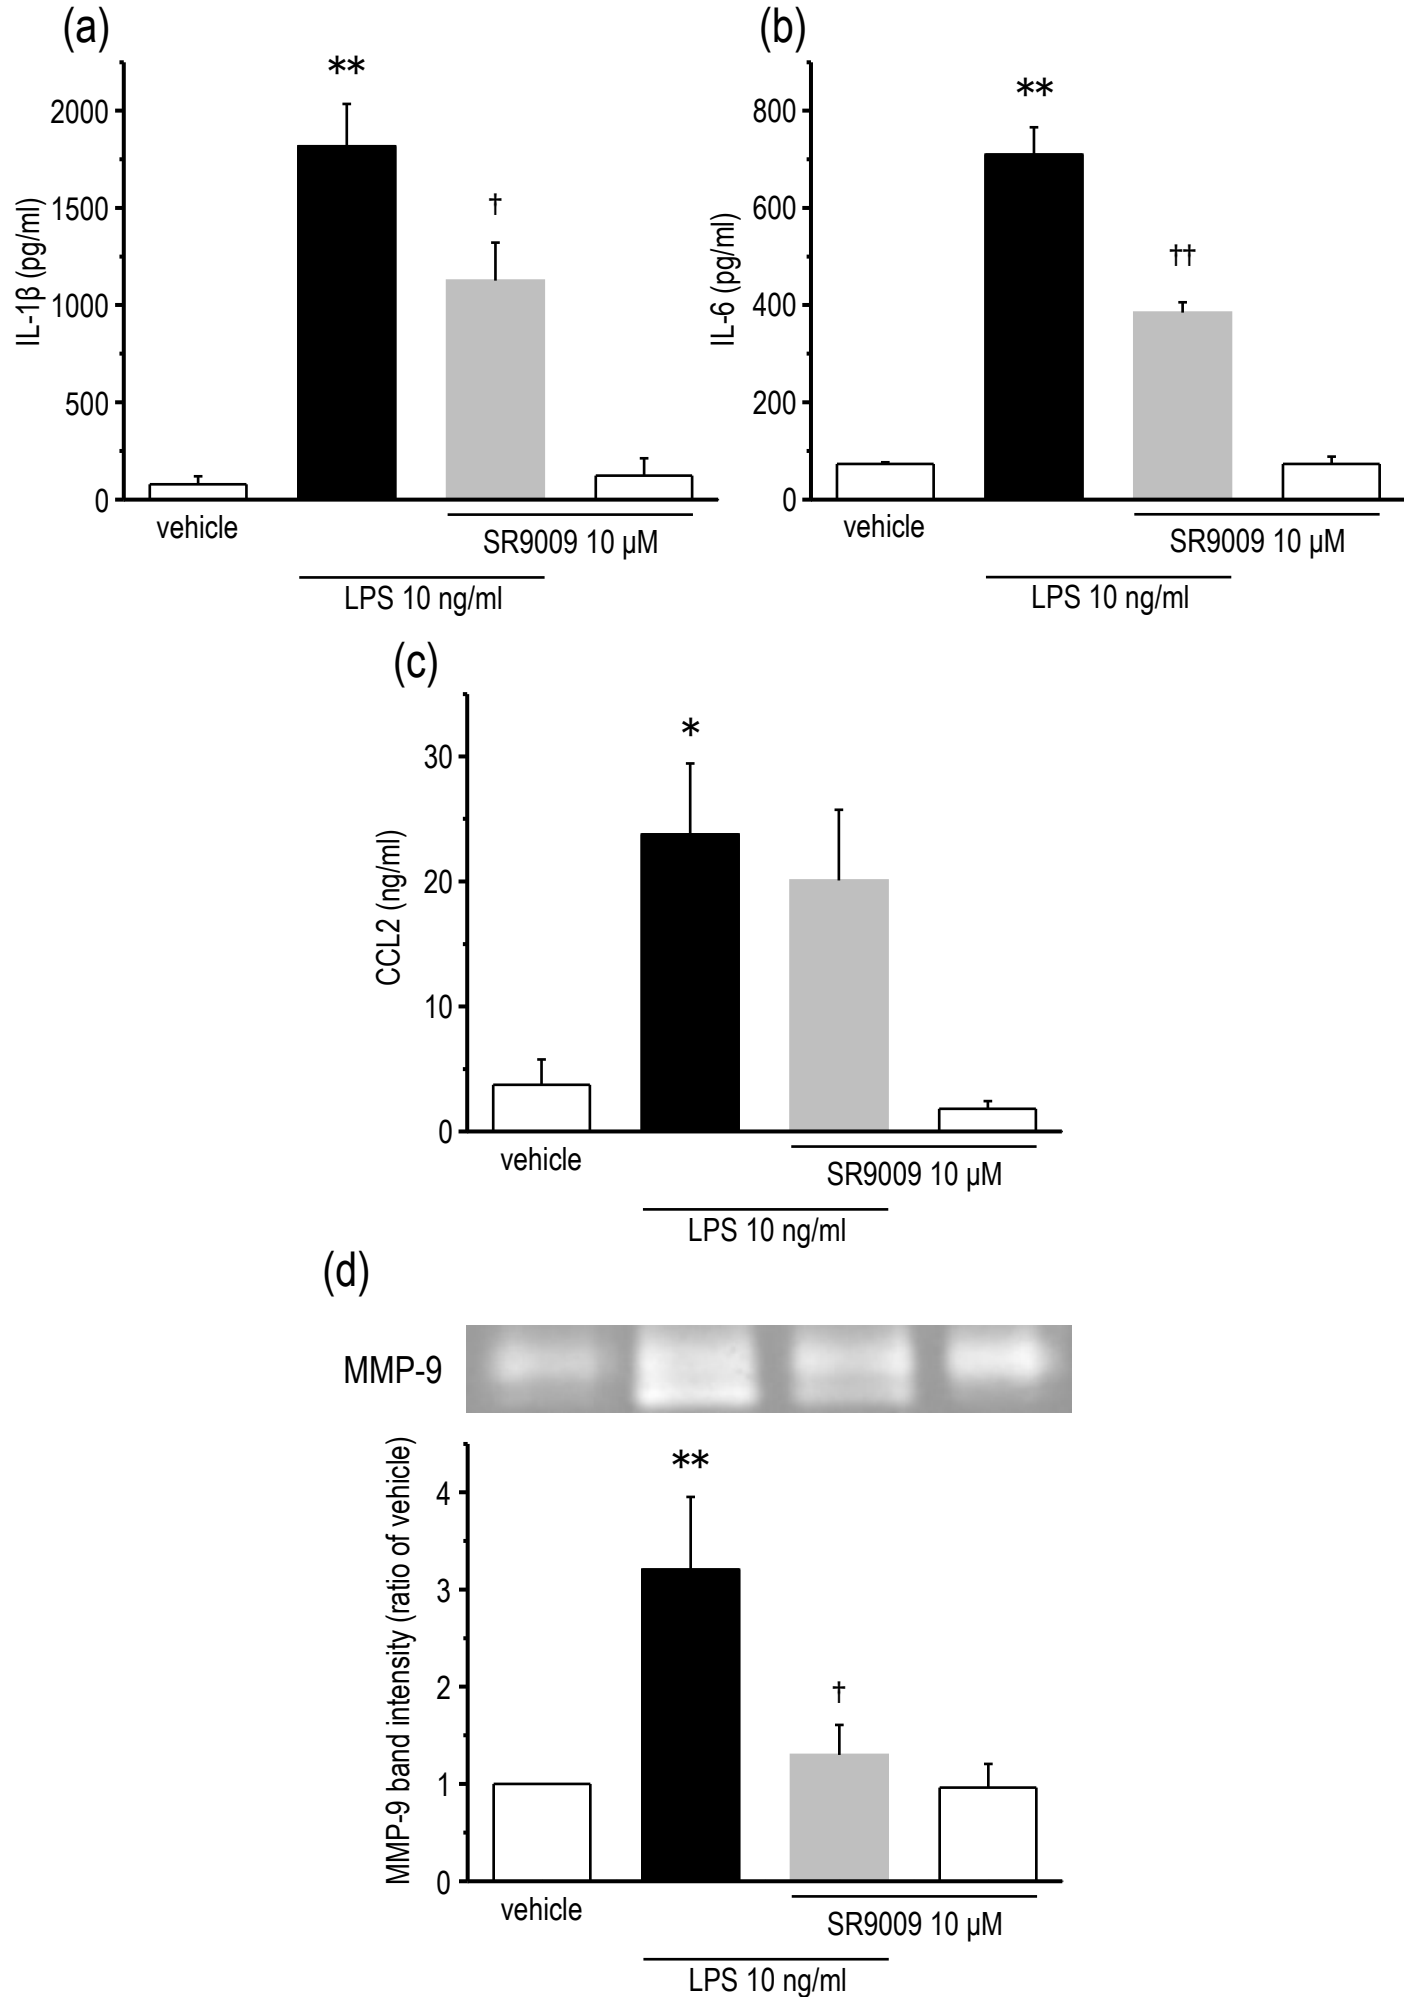 (a)
**
2000
†
1500
IL-1β (pg/ml)
1000
500
0
vehicle
SR9009 10 µM
LPS 10 ng/ml
(b)
**
800
600
††
IL-6 (pg/ml)
400
200
0
vehicle
SR9009 10 µM
LPS 10 ng/ml
(c)
*
30
CCL2 (ng/ml)
20
10
0
vehicle
SR9009 10 µM
LPS 10 ng/ml
(d)
MMP-9
MMP-9 band intensity (ratio of vehicle)
**
4
3
2
†
1
0
vehicle
SR9009 10 µM
LPS 10 ng/ml